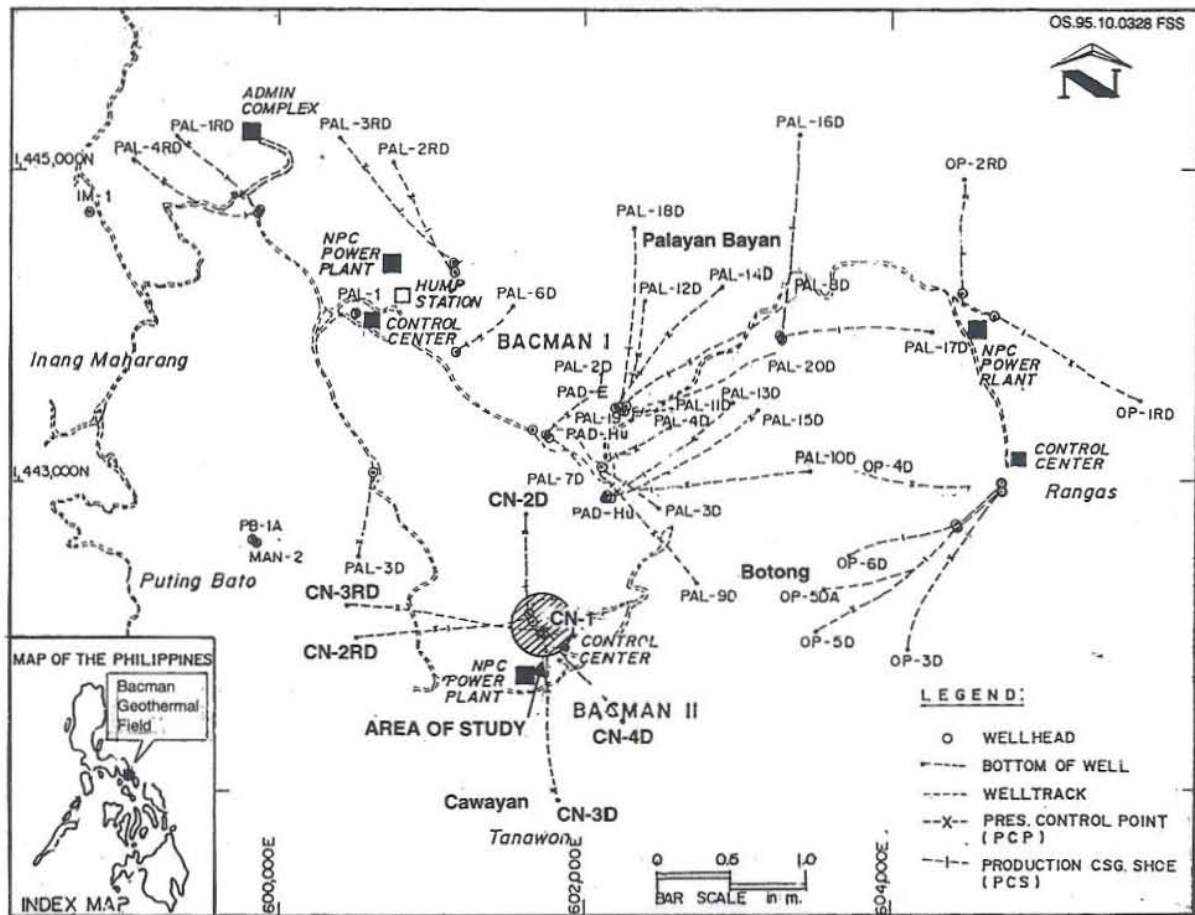 OS.95.10.0328 FSS
N
ADMIN
COMPLEX
PAL-1RD
PAL-4RD
PAL-3RD
PAL-2RD
PAL-16D
OP-2RD
1,445,000N
IM-1
PAL-18D
Palayan Bayan
NPC
POWER
PLANT
PAL-14D
PAL-8D
PAL-1
HUMP
STATION
PAL-6D
PAL-12D
CONTROL
CENTER
BACMAN I
PAL-17D
NPC
POWER
RLANT
Inang Maharang
PAL-2D
PAL-20D
PAD-E
PAL-13D
PAL-11D
PAL-19
OP-1RD
PAD-Hu
PAL-4D
PAL-15D
CONTROL
CENTER
1,443,000N
PAL-7D
PAL-10D
OP-4D
Rangas
CN-2D
PAD-Hu
PAL-3D
PB-1A
MAN-2
PAL-3D
Puting Bato
Botong
OP-6D
CN-3RD
PAL-9D
OP-5DA
CN-1
CN-2RD
CONTROL
CENTER
OP-5D
OP-3D
MAP OF THE PHILIPPINES
NPC
POWER
PLANT
Bacman
Geothermal
Field
AREA OF STUDY
BACMAN II
CN-4D
Cawayan
CN-3D
Tanawon
LEGEND:
WELLHEAD
BOTTOM OF WELL
WELLTRACK
PRES. CONTROL POINT
(PCP)
PRODUCTION CSG. SHCE
(PCS)
600,000E
602,000E
604,000E
0 0.5 1.0
BAR SCALE in m.
INDEX MAP